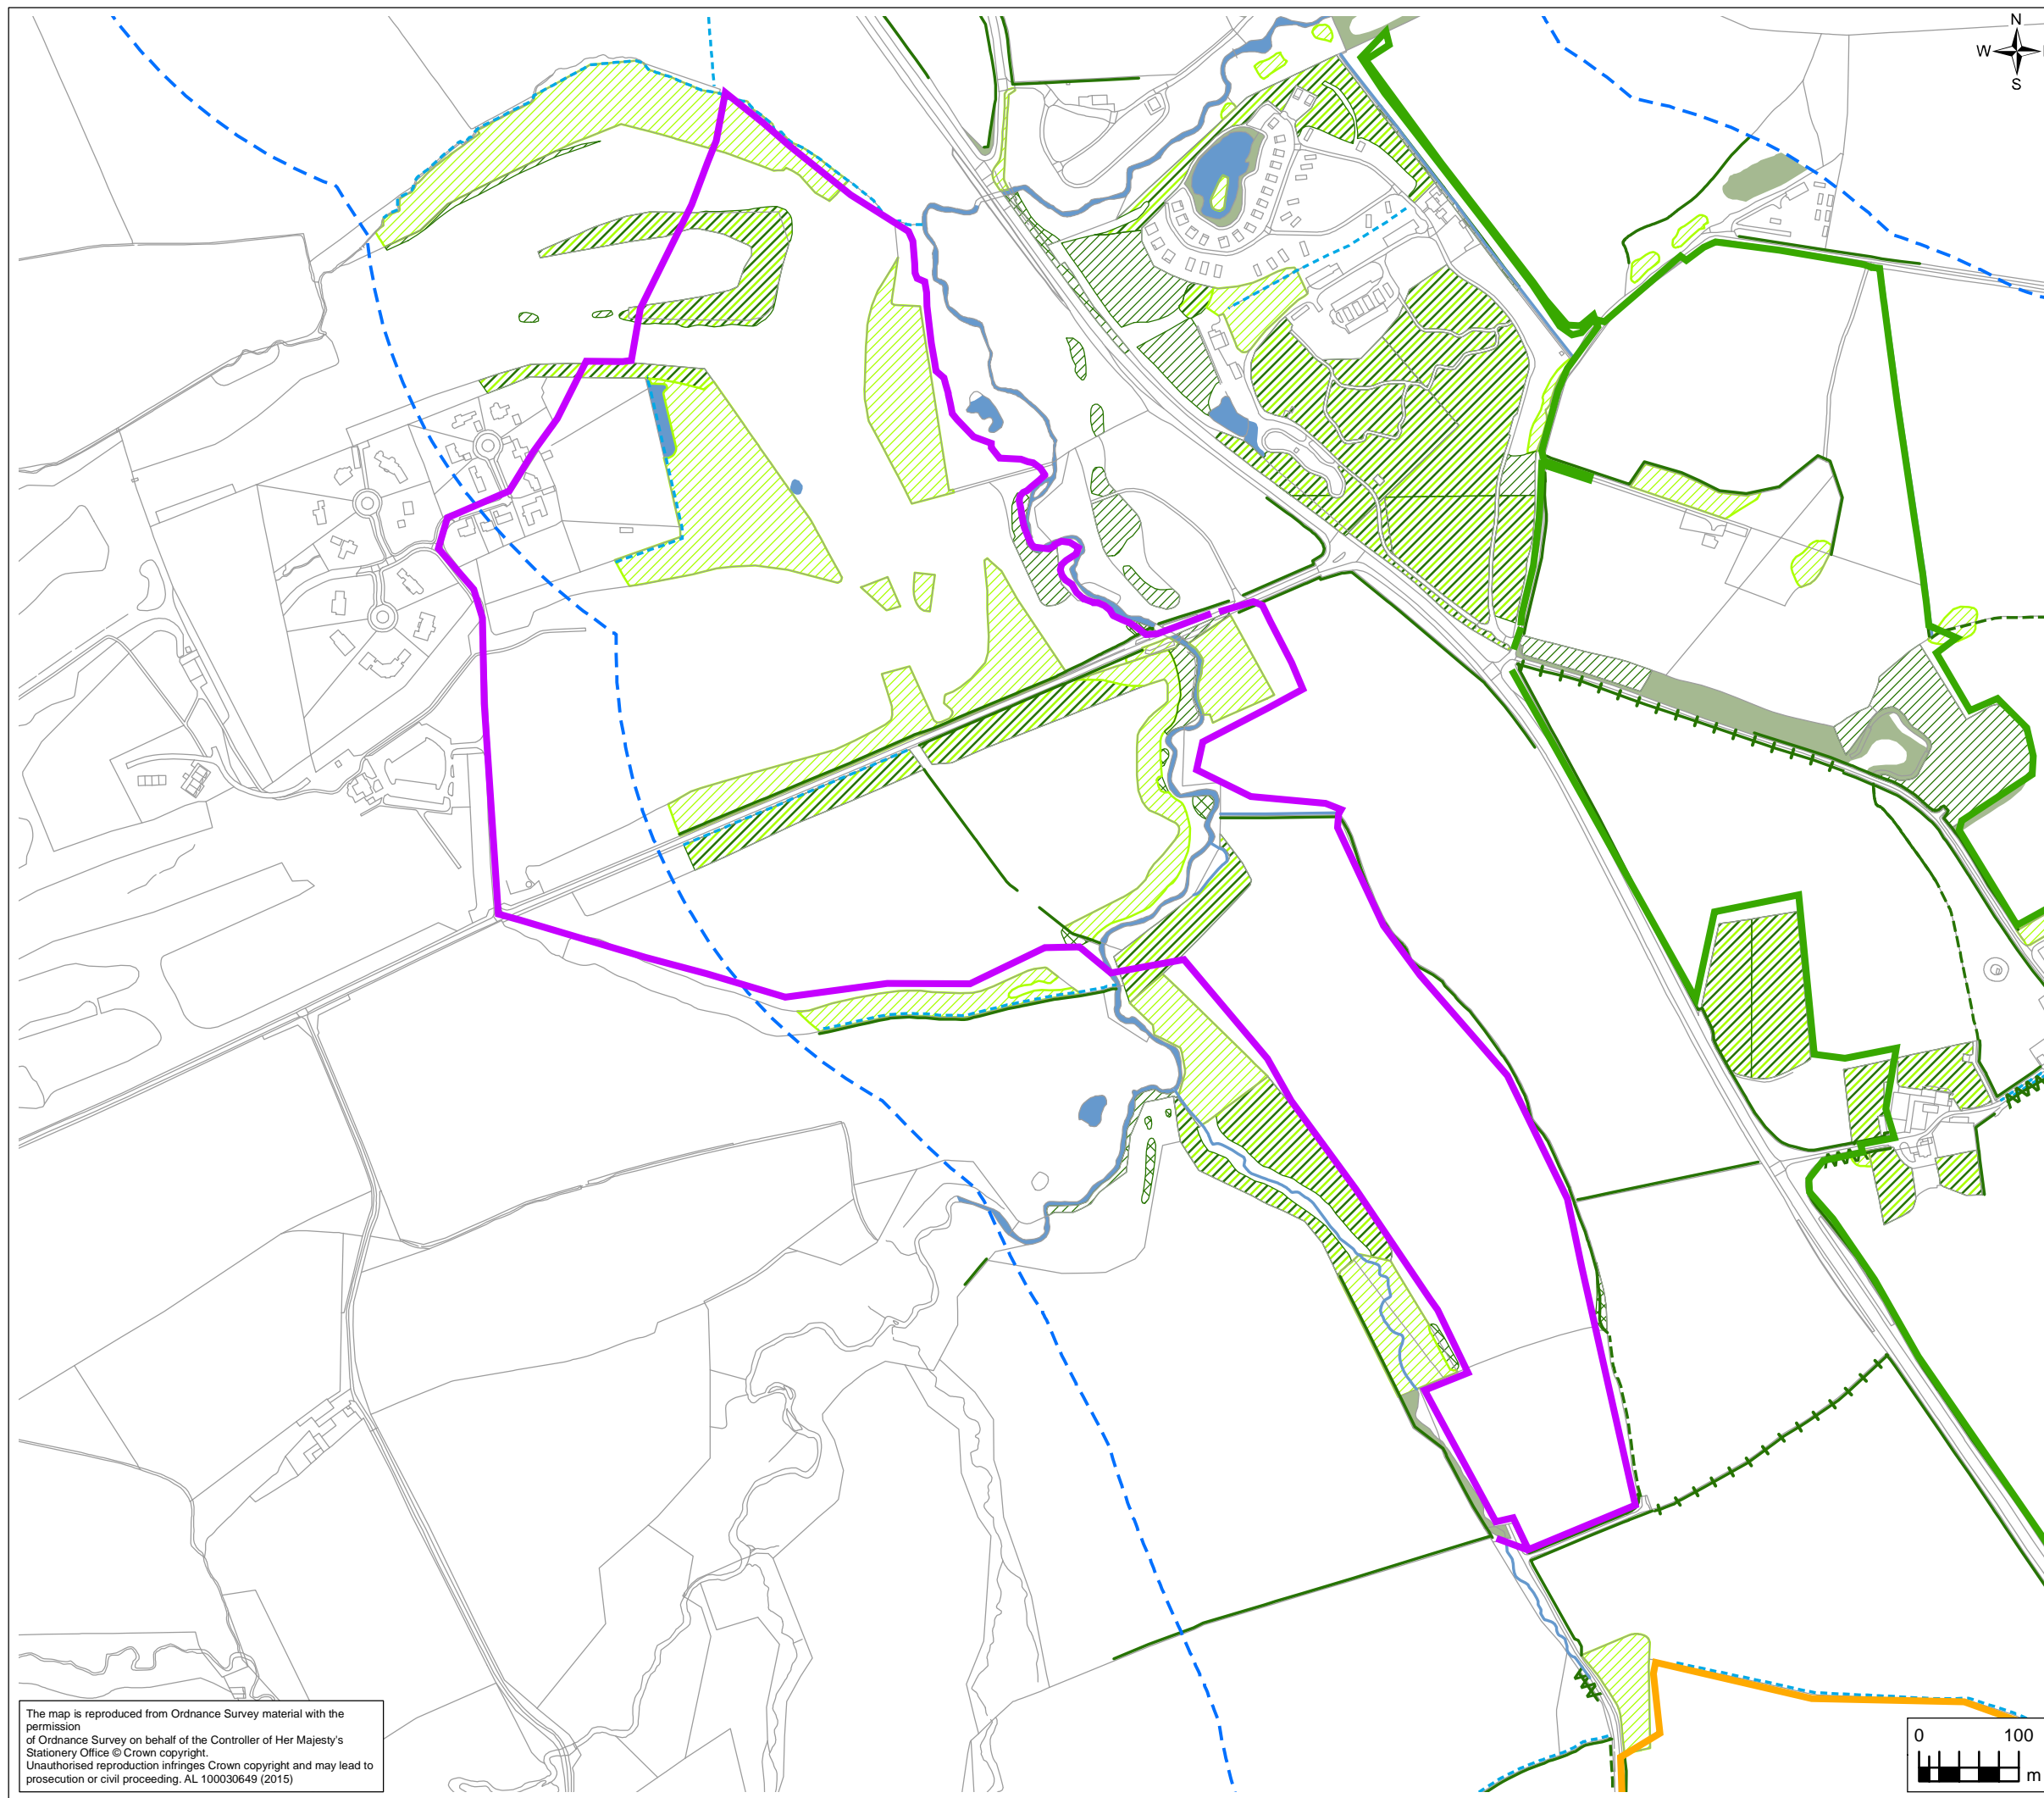 N
W
S
The map is reproduced from Ordnance Survey material with the
permission
of Ordnance Survey on behalf of the Controller of Her Majesty's
Stationery Office © Crown copyright.
Unauthorised reproduction infringes Crown copyright and may lead to
prosecution or civil proceeding. AL 100030649 (2015)
0 100
m